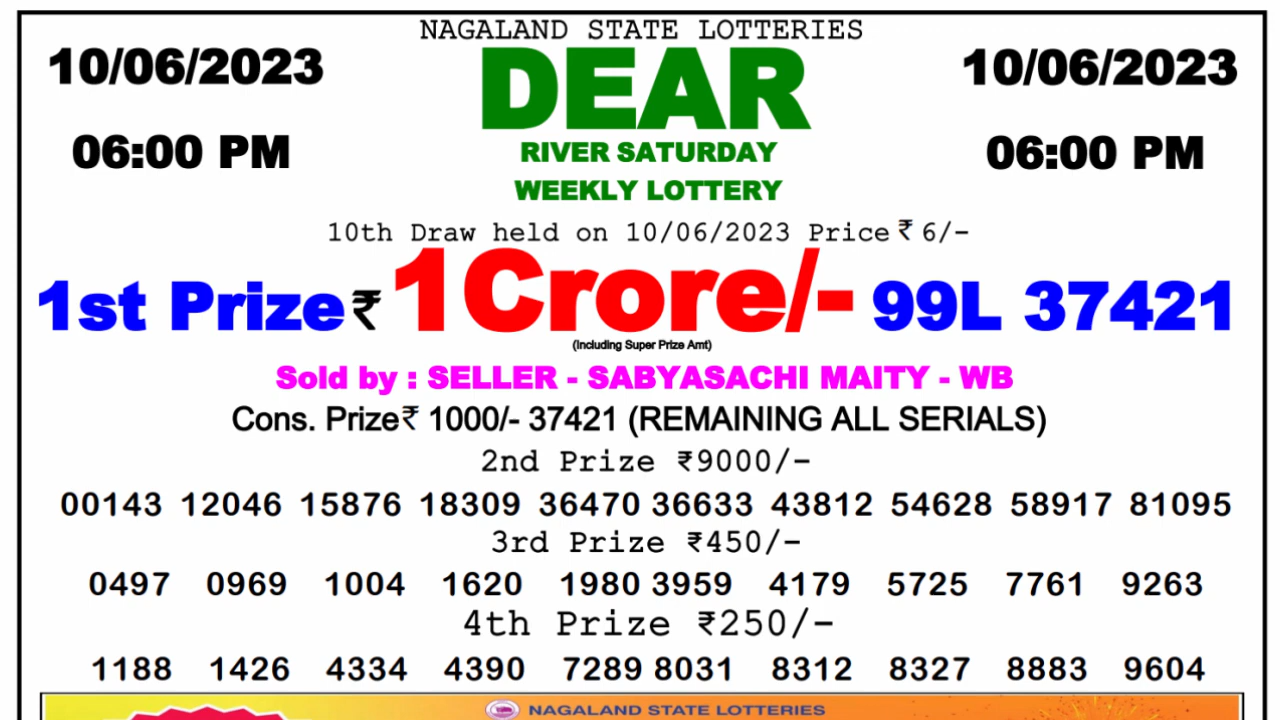 NAGALAND STATE LOTTERIES
10/06/2023 DEAR 10/06/2023
06:00 PM RIVER SATURDAY 06:00 PM
WEEKLY LOTTERY
10th Draw held on 10/06/2023 Price ₹ 6/-
1st Prize ₹ 1Crore/- 99L 37421
(Including Super Prize Amt)
Sold by : SELLER - SABYASACHI MAITY - WB
Cons. Prize₹ 1000/- 37421 (REMAINING ALL SERIALS)
2nd Prize ₹9000/-
00143 12046 15876 18309 36470 36633 43812 54628 58917 81095
3rd Prize ₹450/-
0497 0969 1004 1620 1980 3959 4179 5725 7761 9263
4th Prize ₹250/-
1188 1426 4334 4390 7289 8031 8312 8327 8883 9604
NAGALAND STATE LOTTERIES